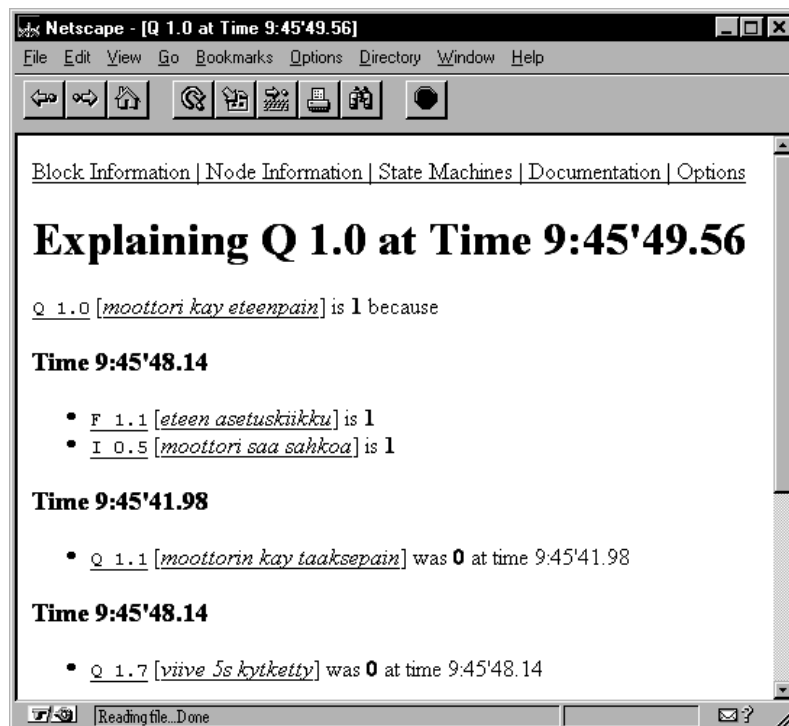 Netscape - [Q 1.0 at Time 9:45'49.56]
File Edit View Go Bookmarks Options Directory Window Help
Block Information | Node Information | State Machines | Documentation | Options
Explaining Q 1.0 at Time 9:45'49.56
Q 1.0 [moottori kay eteenpain] is 1 because
Time 9:45'48.14
• F 1.1 [eteen asetuskiikku] is 1
• I 0.5 [moottori saa sahkoa] is 1
Time 9:45'41.98
• Q 1.1 [moottorin kay taaksepain] was 0 at time 9:45'41.98
Time 9:45'48.14
• Q 1.7 [viive 5s kytketty] was 0 at time 9:45'48.14
Reading file...Done
?